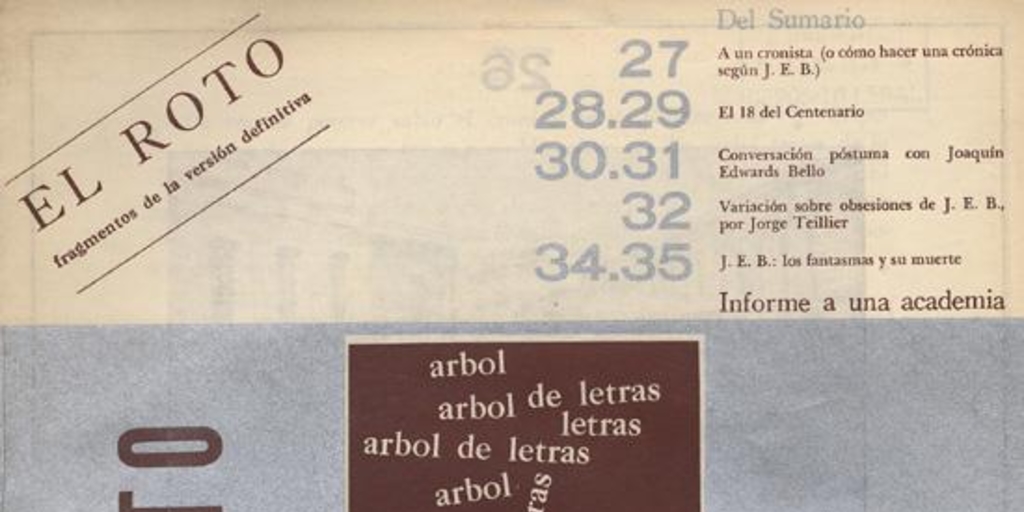 EL ROTO
fragmentos de la versión definitiva
Del Sumario
27
A un cronista (o cómo hacer una crónica
según J. E. B.)
28.29
El 18 del Centenario
30.31
Conversación póstuma con Joaquín
Edwards Bello
32
Variación sobre obsesiones de J. E. B.,
por Jorge Teillier
34.35
J. E. B.: los fantasmas y su muerte
Informe a una academia
26
arbol
arbol de letras
letras
arbol de letras
arbol
ras
TO